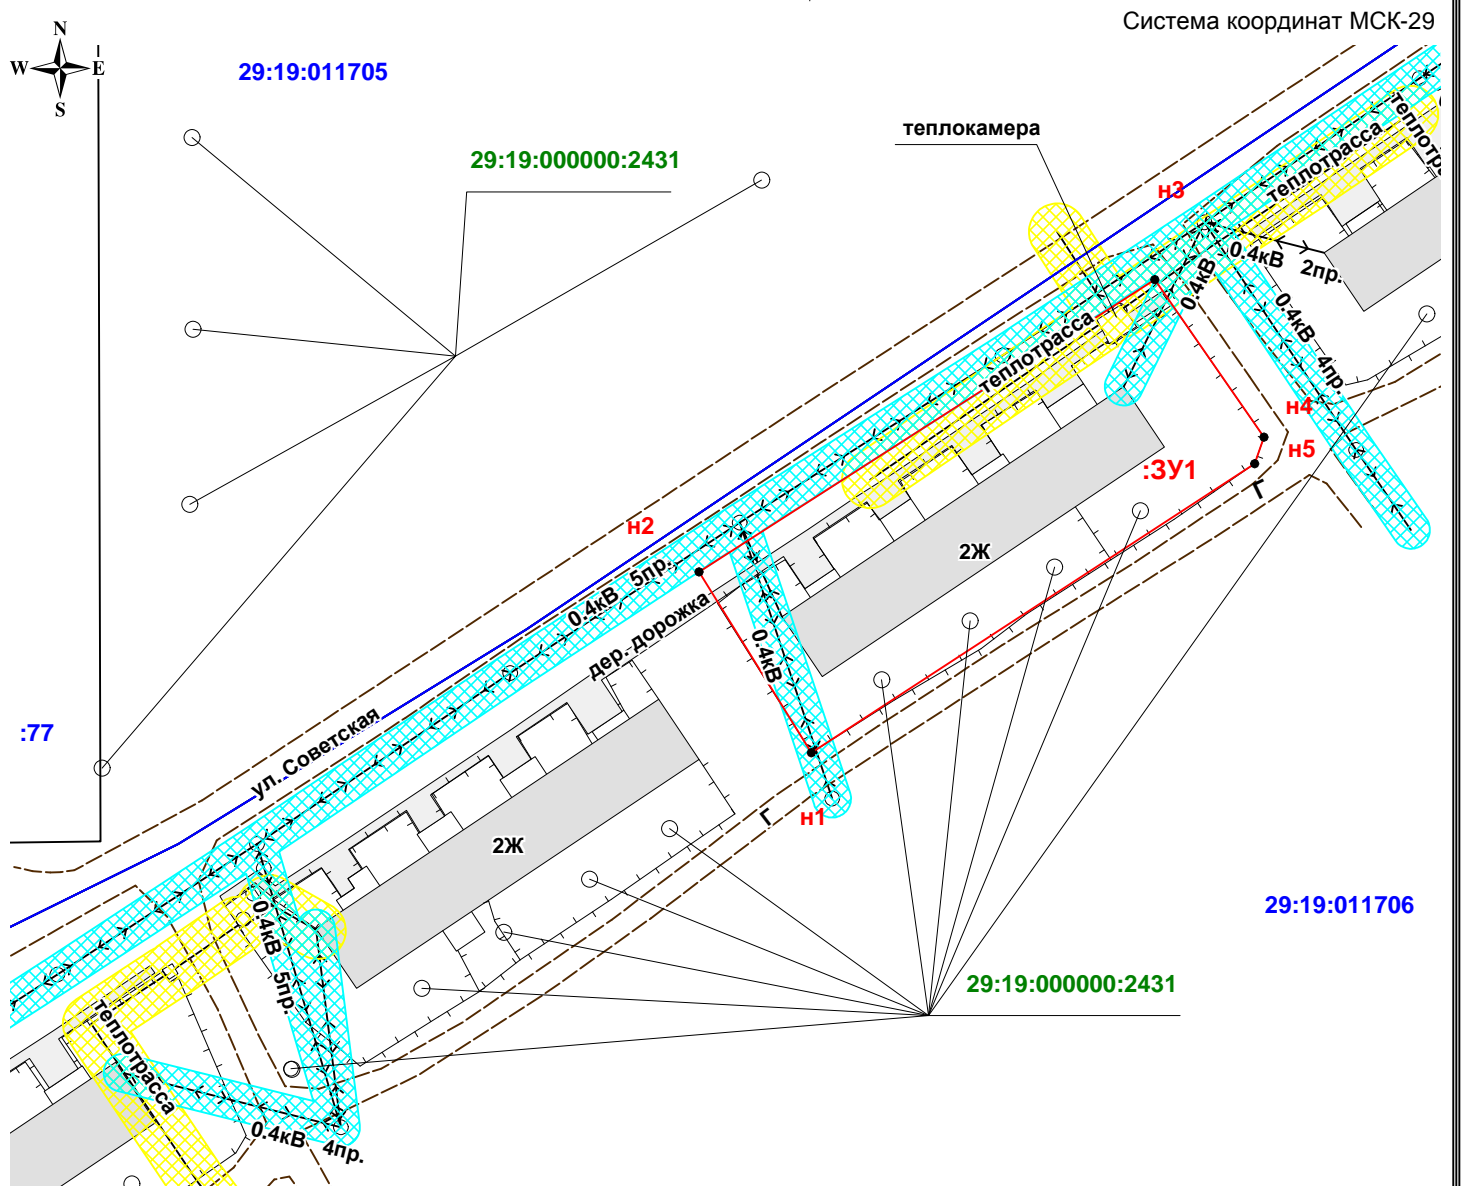 Система координат МСК-29
N
W E
S
29:19:011705
теплокамера
29:19:000000:2431
н3
теплотрасса
теплотра
0.4кВ 2пр.
0.4кВ
0.4кВ 4пр.
теплотрасса
н4
н5
:ЗУ1
Г
н2
2Ж
0.4кВ 5пр.
дер. дорожка
0.4кВ
:77
ул. Советская
Г
н1
2Ж
29:19:011706
0.4кВ 5пр.
29:19:000000:2431
теплотрасса
0.4кВ 4пр.